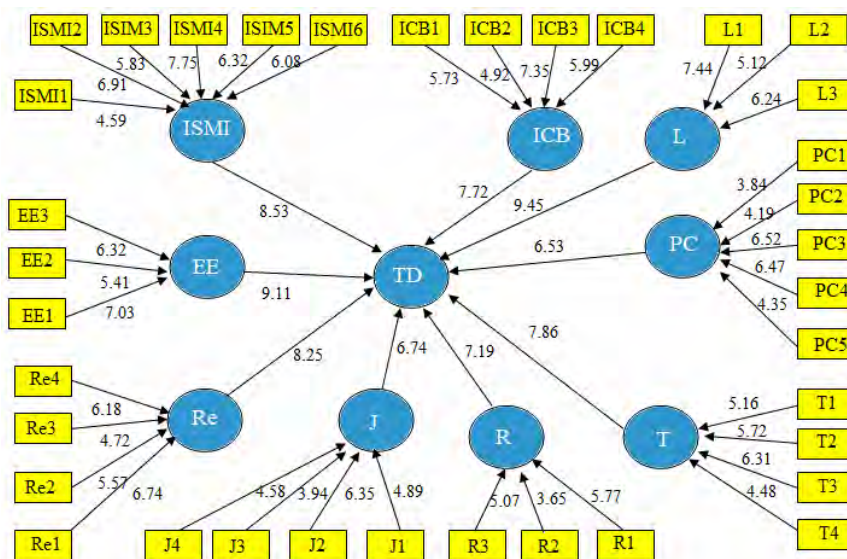 ISMI2
ISIM3
ISMI4
ISIM5
ISMI6
ICB1
ICB2
ICB3
ICB4
L1
L2
5.83
7.75
6.32
6.08
6.91
5.73
4.92
7.35
5.99
7.44
5.12
ISMI1
4.59
ISMI
ICB
L
6.24
L3
PC1
8.53
7.72
9.45
3.84
PC2
4.19
EE3
6.32
EE2
5.41
EE1
7.03
EE
9.11
TD
6.53
PC
6.52
PC3
6.47
PC4
4.35
PC5
8.25
6.74
7.19
7.86
Re4
6.18
Re3
4.72
Re2
5.57
6.74
Re1
Re
J
R
T
5.16
T1
5.72
T2
6.31
T3
4.48
T4
4.58
3.94
6.35
4.89
5.07
3.65
5.77
J4
J3
J2
J1
R3
R2
R1